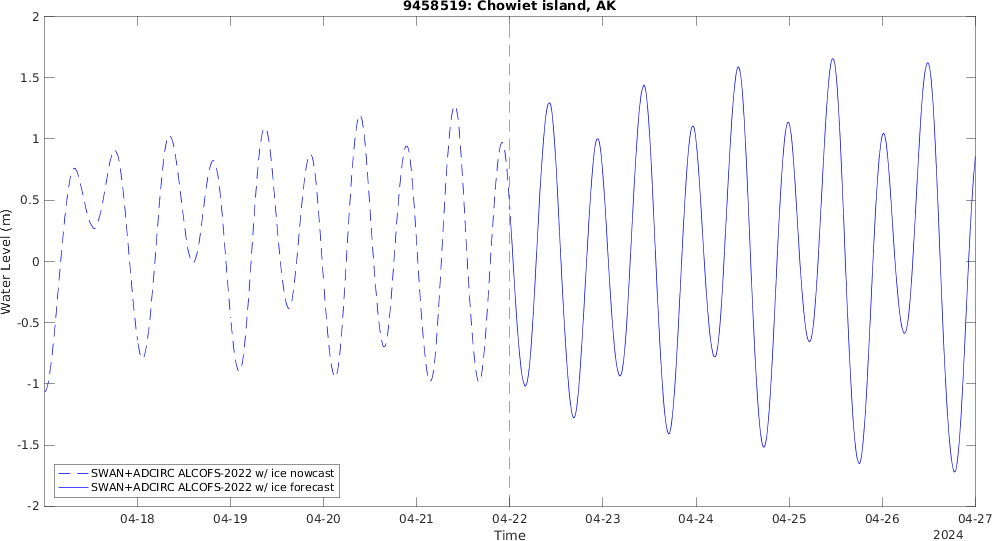 9458519: Chowiet island, AK
2
1.5
1
0.5
0
-0.5
-1
-1.5
-2
Water Level (m)
SWAN+ADCIRC ALCOFS-2022 w/ ice nowcast
SWAN+ADCIRC ALCOFS-2022 w/ ice forecast
04-18 04-19 04-20 04-21 04-22 04-23 04-24 04-25 04-26 04-27
Time
2024